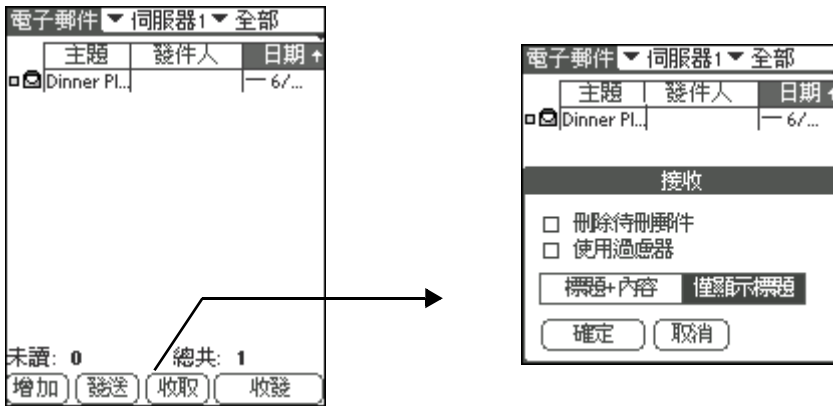 電子郵件 伺服器1 全部
主題 發件人 日期
Dinner Pl... 一 6/...
未讀: 0 總共: 1
增加 發送 收取 收發
電子郵件 伺服器1 全部
主題 發件人 日期
Dinner Pl... 一 6/...
接收
刪除待刪郵件
使用過慮器
標題+內容 僅顯示標題
確定 取消